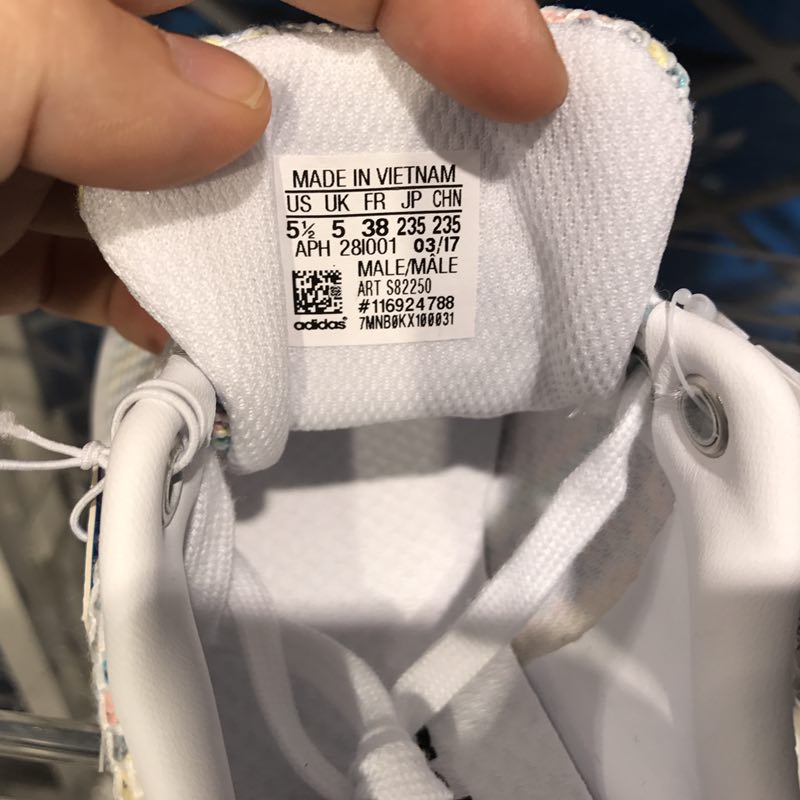 MADE IN VIETNAM
US UK FR JP CHN
5½ 5 38 235 235
APH 28I001 03/17
MALE/MÂLE
ART S82250
#116924788
adidas® 7MNB0KX100031